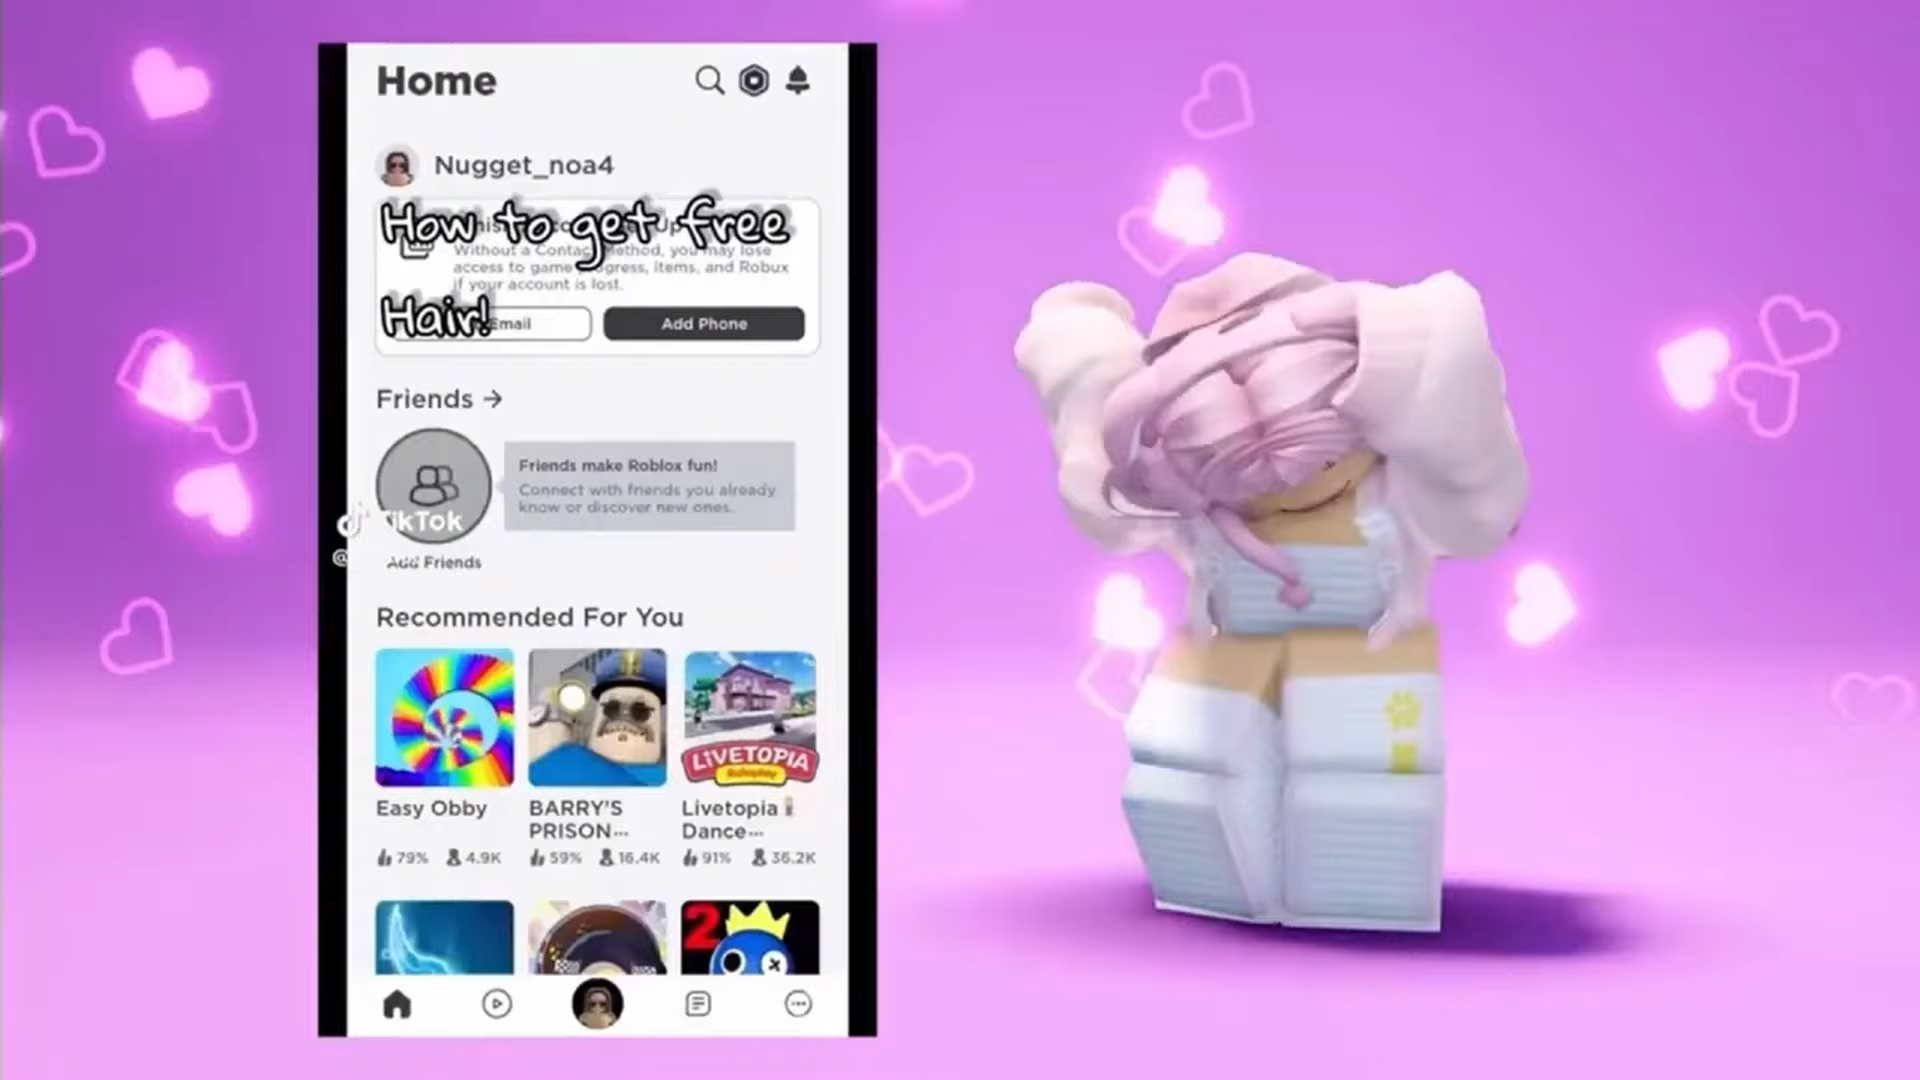 Home
Nugget_noa4
How to get free
Hair!
Without a Contact Method, you may lose
access to game progress, items, and Robux
if your account is lost.
Email
Add Phone
Friends →
Friends make Roblox fun!
Connect with friends you already
know or discover new ones.
TikTok
@
Add Friends
Recommended For You
LIVETOPIA
Roleplay
Easy Obby
BARRY'S
PRISON...
Livetopia
Dance...
79%
4.9K
59%
16.4K
91%
36.2K
2